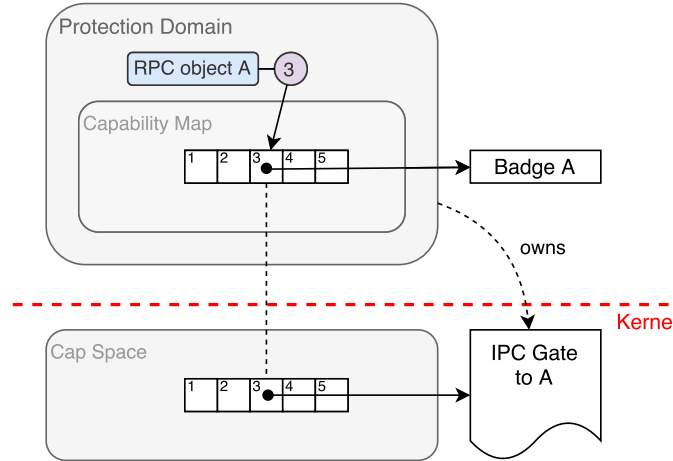 Protection Domain
RPC object A
3
Capability Map
1 2 3 4 5
Badge A
owns
Kerne
Cap Space
IPC Gate
to A
1 2 3 4 5